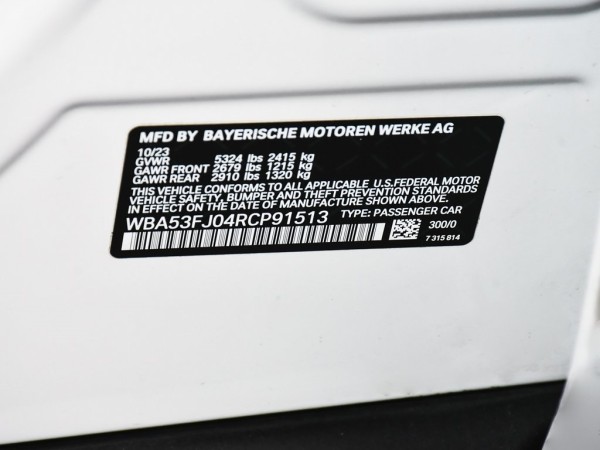 MFD BY BAYERISCHE MOTOREN WERKE AG
10/23
GVWR 5324 lbs 2415 kg
GAWR FRONT 2679 lbs 1215 kg
GAWR REAR 2910 lbs 1320 kg
THIS VEHICLE CONFORMS TO ALL APPLICABLE U.S.FEDERAL MOTOR
VEHICLE SAFETY, BUMPER AND THEFT PREVENTION STANDARDS IN
EFFECT ON THE DATE OF MANUFACTURE SHOWN ABOVE.
WBA53FJ04RCP91513 TYPE: PASSENGER CAR
300/0
7 315 814